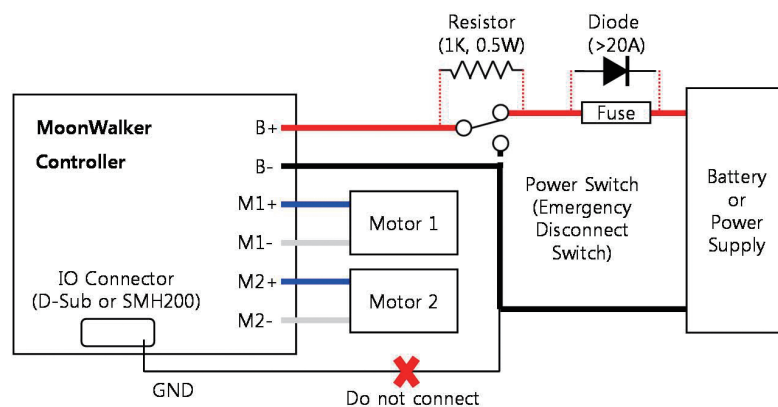 Resistor
(1K, 0.5W)
Diode
(>20A)
MoonWalker
Controller
B+
B-
M1+
M1-
M2+
M2-
Fuse
Motor 1
Motor 2
Power Switch
(Emergency
Disconnect
Switch)
Battery
or
Power
Supply
IO Connector
(D-Sub or SMH200)
GND
Do not connect